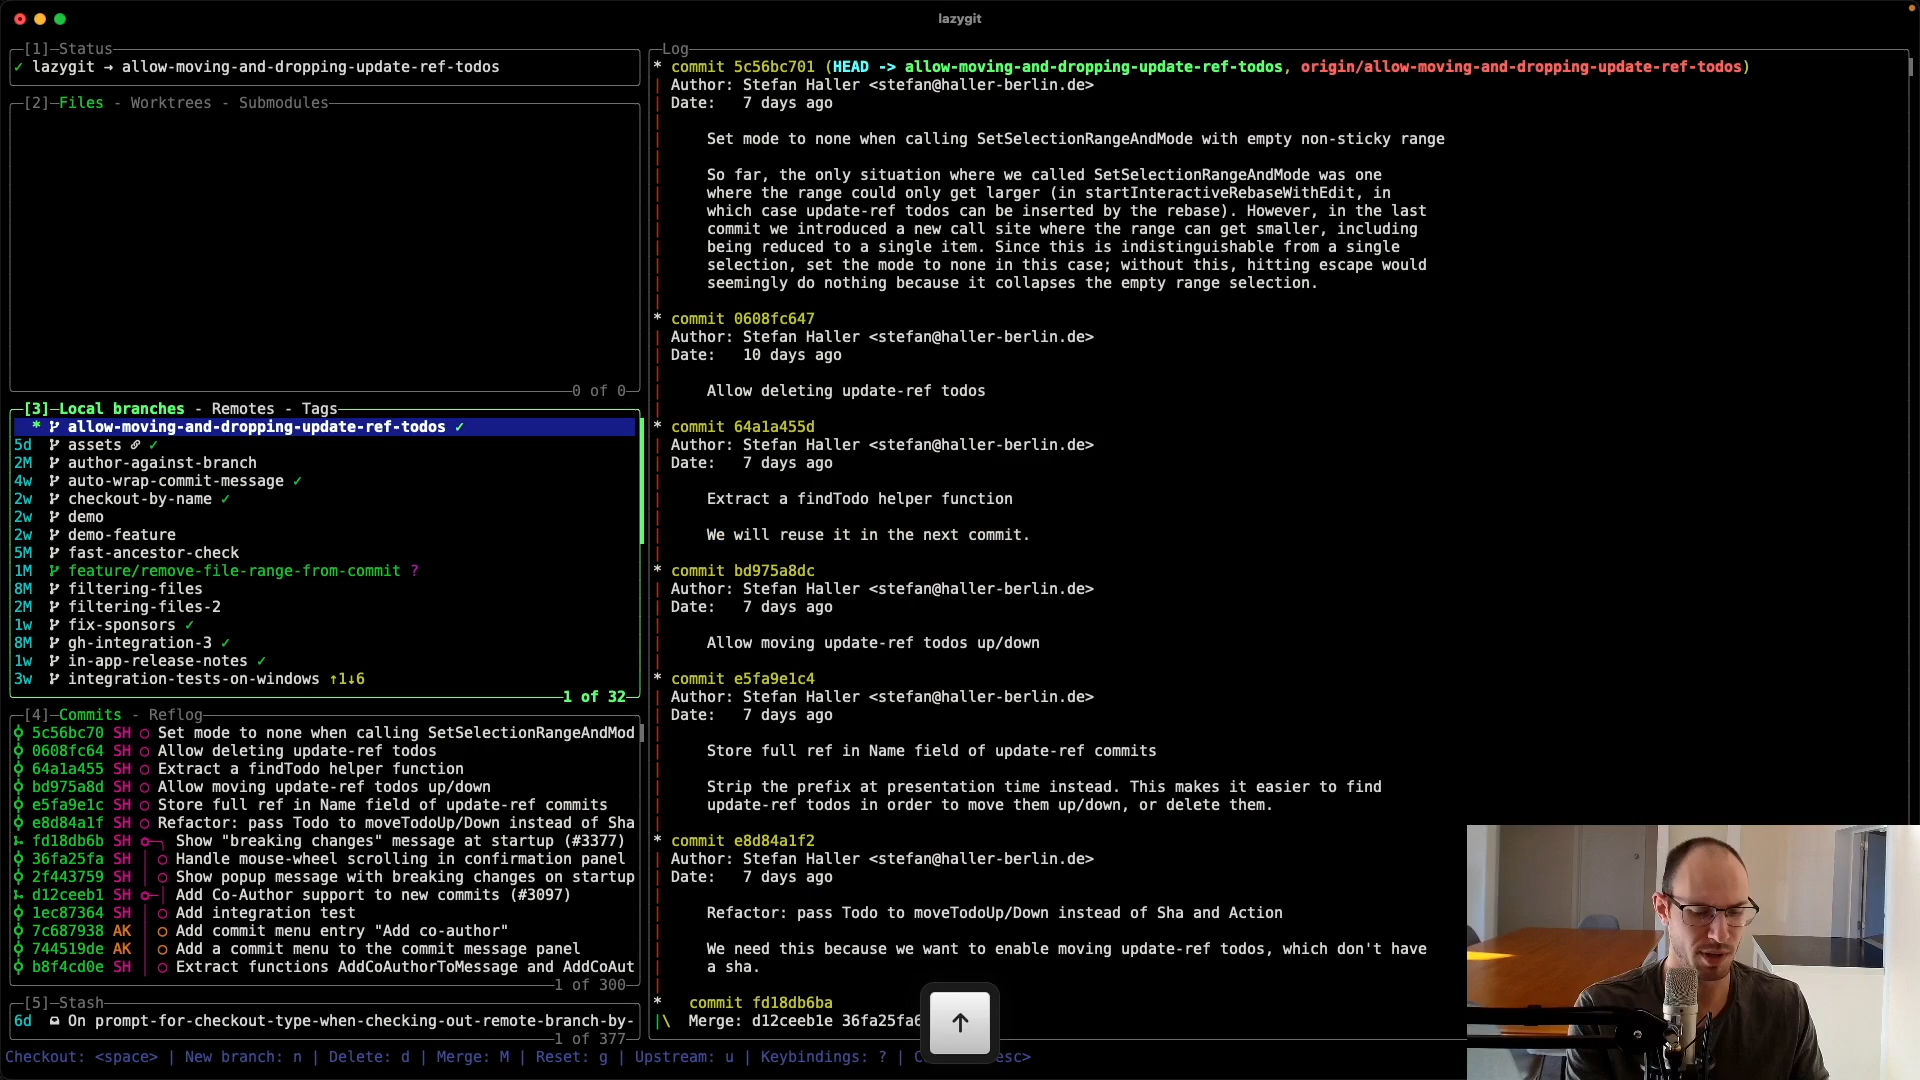 lazygit
[1]─Status
✓ lazygit → allow-moving-and-dropping-update-ref-todos
[2]─Files - Worktrees - Submodules
0 of 0
[3]─Local branches - Remotes - Tags
* allow-moving-and-dropping-update-ref-todos ✓
5d assets ✓
2M author-against-branch
4w auto-wrap-commit-message ✓
2w checkout-by-name ✓
2w demo
2w demo-feature
5M fast-ancestor-check
1M feature/remove-file-range-from-commit ?
8M filtering-files
2M filtering-files-2
1w fix-sponsors ✓
8M gh-integration-3 ✓
1w in-app-release-notes ✓
3w integration-tests-on-windows ↑1↓6
1 of 32
[4]─Commits - Reflog
5c56bc70 SH Set mode to none when calling SetSelectionRangeAndMod
0608fc64 SH Allow deleting update-ref todos
64a1a455 SH Extract a findTodo helper function
bd975a8d SH Allow moving update-ref todos up/down
e5fa9e1c SH Store full ref in Name field of update-ref commits
e8d84a1f SH Refactor: pass Todo to moveTodoUp/Down instead of Sha
fd18db6b SH Show "breaking changes" message at startup (#3377)
36fa25fa SH Handle mouse-wheel scrolling in confirmation panel
2f443759 SH Show popup message with breaking changes on startup
d12ceeb1 SH Add Co-Author support to new commits (#3097)
1ec87364 SH Add integration test
7c687938 AK Add commit menu entry "Add co-author"
744519de AK Add a commit menu to the commit message panel
b8f4cd0e SH Extract functions AddCoAuthorToMessage and AddCoAut
1 of 300
[5]─Stash
6d On prompt-for-checkout-type-when-checking-out-remote-branch-by-
1 of 377
Log
* commit 5c56bc701 (HEAD -> allow-moving-and-dropping-update-ref-todos, origin/allow-moving-and-dropping-update-ref-todos)
Author: Stefan Haller <stefan@haller-berlin.de>
Date: 7 days ago
Set mode to none when calling SetSelectionRangeAndMode with empty non-sticky range
So far, the only situation where we called SetSelectionRangeAndMode was one
where the range could only get larger (in startInteractiveRebaseWithEdit, in
which case update-ref todos can be inserted by the rebase). However, in the last
commit we introduced a new call site where the range can get smaller, including
being reduced to a single item. Since this is indistinguishable from a single
selection, set the mode to none in this case; without this, hitting escape would
seemingly do nothing because it collapses the empty range selection.
* commit 0608fc647
Author: Stefan Haller <stefan@haller-berlin.de>
Date: 10 days ago
Allow deleting update-ref todos
* commit 64a1a455d
Author: Stefan Haller <stefan@haller-berlin.de>
Date: 7 days ago
Extract a findTodo helper function
We will reuse it in the next commit.
* commit bd975a8dc
Author: Stefan Haller <stefan@haller-berlin.de>
Date: 7 days ago
Allow moving update-ref todos up/down
* commit e5fa9e1c4
Author: Stefan Haller <stefan@haller-berlin.de>
Date: 7 days ago
Store full ref in Name field of update-ref commits
Strip the prefix at presentation time instead. This makes it easier to find
update-ref todos in order to move them up/down, or delete them.
* commit e8d84a1f2
Author: Stefan Haller <stefan@haller-berlin.de>
Date: 7 days ago
Refactor: pass Todo to moveTodoUp/Down instead of Sha and Action
We need this because we want to enable moving update-ref todos, which don't have
a sha.
* commit fd18db6ba
|\ Merge: d12ceeb1e 36fa25fa6
↑
Checkout: <space> | New branch: n | Delete: d | Merge: M | Reset: g | Upstream: u | Keybindings: ? | C esc>